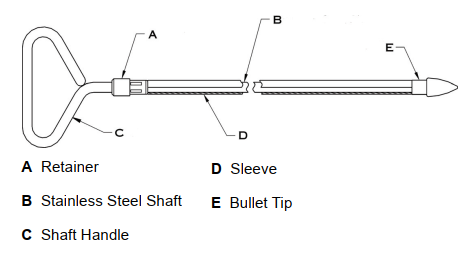 B
A
E
C
D
A Retainer
D Sleeve
B Stainless Steel Shaft
E Bullet Tip
C Shaft Handle